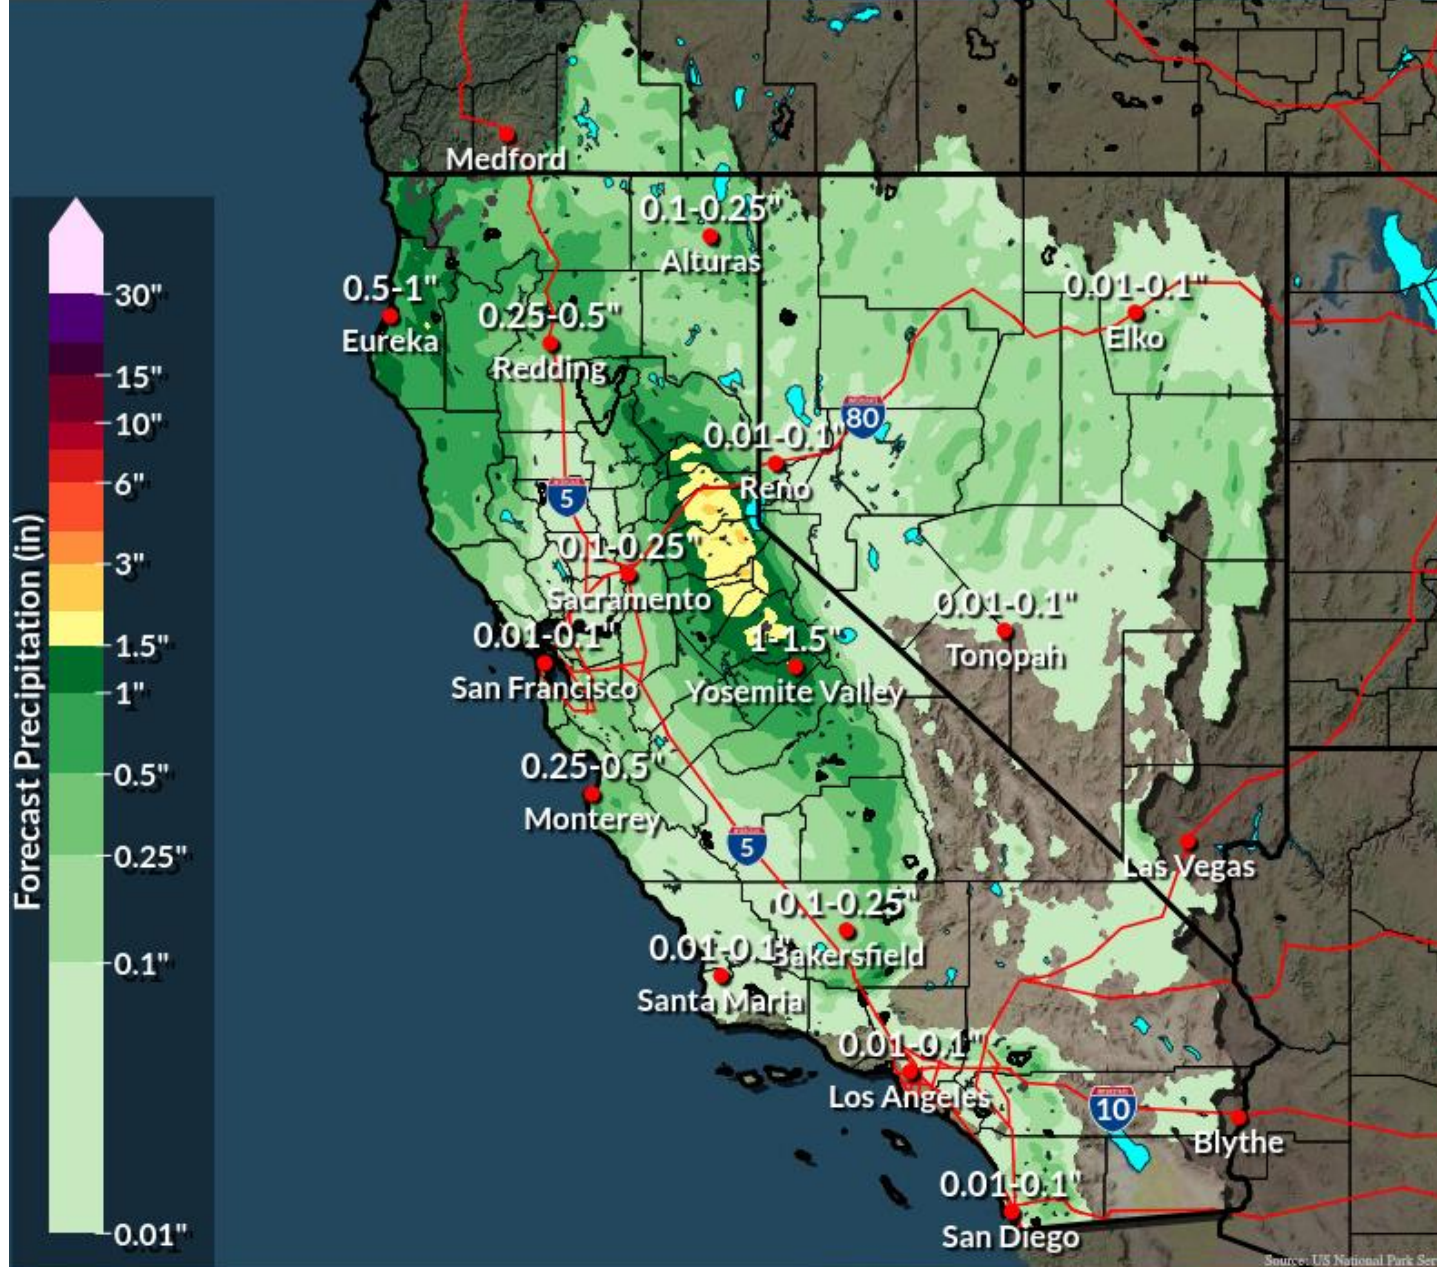 Medford
0.1-0.25"
Alturas
0.5-1"
Eureka
0.25-0.5"
Redding
0.01-0.1"
Elko
80
0.01-0.1"
Reno
5
0.1-0.25"
Sacramento
0.01-0.1"
San Francisco
1-1.5"
Yosemite Valley
0.01-0.1"
Tonopah
0.25-0.5"
Monterey
5
Las Vegas
0.1-0.25"
Bakersfield
0.01-0.1"
Santa Maria
0.01-0.1"
Los Angeles
10
Blythe
0.01-0.1"
San Diego
Forecast Precipitation (in)
30"
15"
10"
6"
3"
1.5"
1"
0.5"
0.25"
0.1"
0.01"
Source: US National Park Ser